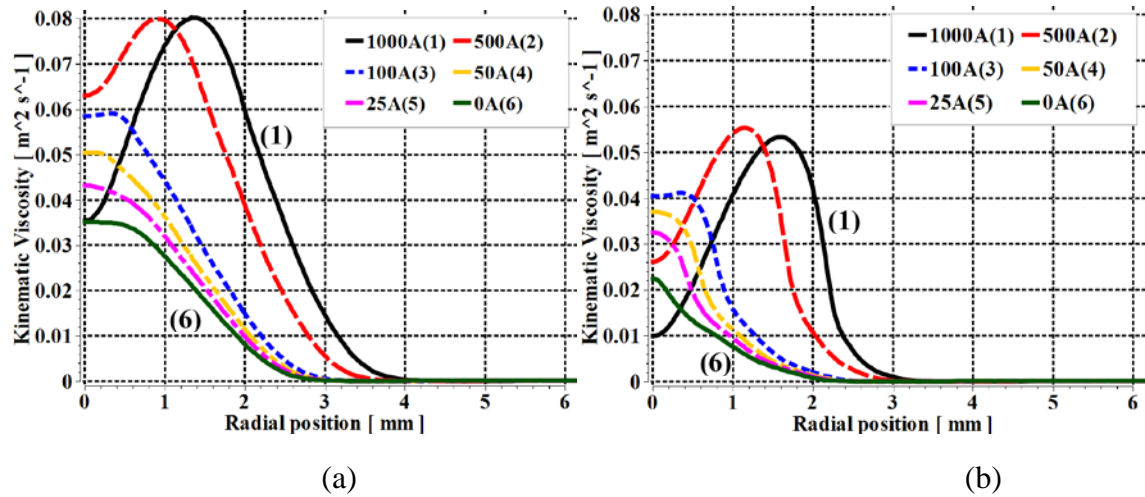 Kinematic Viscosity [ m^2 s^-1 ]
0.08
0.07
0.06
0.05
0.04
0.03
0.02
0.01
0
1000A(1) 500A(2)
100A(3) 50A(4)
25A(5) 0A(6)
(1)
(6)
0 1 2 3 4 5 6
Radial position [ mm ]
(a)
Kinematic Viscosity [ m^2 s^-1 ]
0.08
0.07
0.06
0.05
0.04
0.03
0.02
0.01
0
1000A(1) 500A(2)
100A(3) 50A(4)
25A(5) 0A(6)
(1)
(6)
0 1 2 3 4 5 6
Radial position [ mm ]
(b)